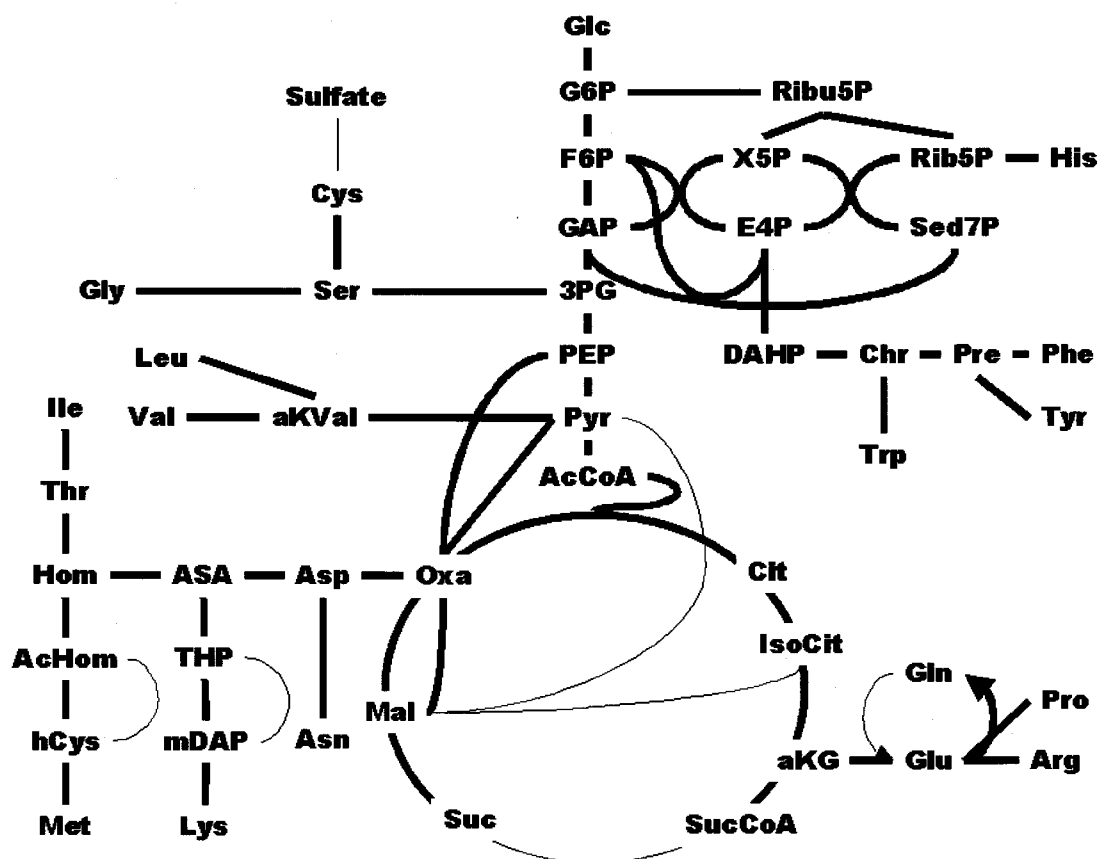 Glc
G6P Ribu5P
Sulfate
F6P X5P Rib5P His
Cys
GAP E4P Sed7P
Gly Ser 3PG
Leu PEP DAHP Chr Pre Phe
Ile Val aKVal Pyr Tyr
Trp
AcCoA
Thr
Hom ASA Asp Oxa Cit
IsoCit
AcHom THP Gln
Pro
Mal
hCys mDAP Asn
aKG Glu Arg
Met Lys Suc SucCoA